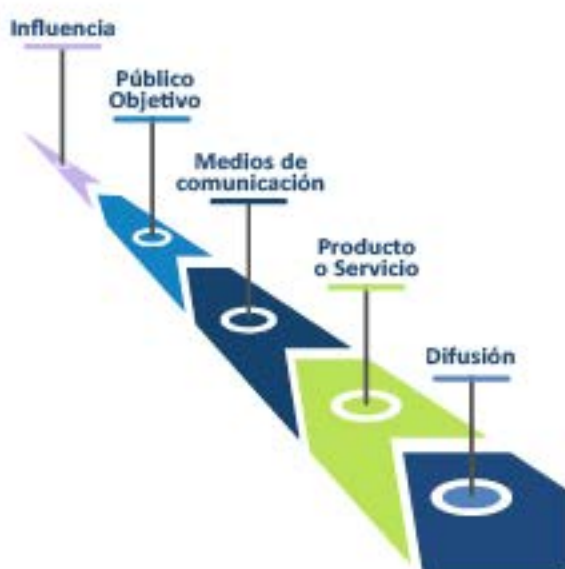 Influencia
Público
Objetivo
Medios de
comunicación
Producto
o Servicio
Difusión